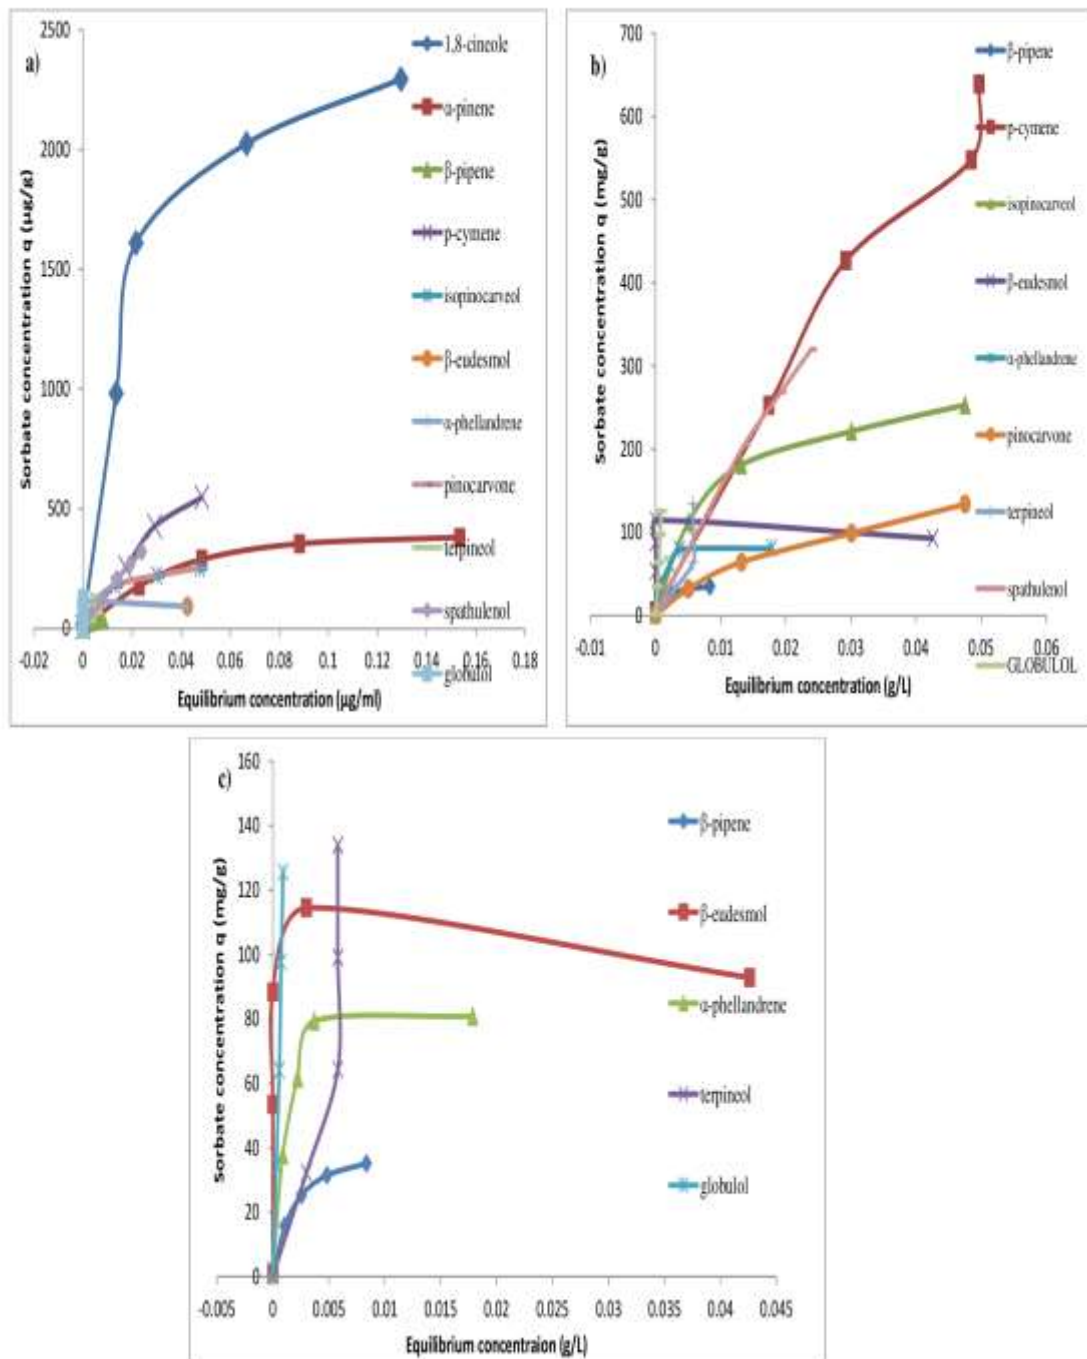 a)
Sorbate concentration q (µg/g)
2500
2000
1500
1000
500
0
-0.02 0 0.02 0.04 0.06 0.08 0.1 0.12 0.14 0.16 0.18
Equilibrium concentration (µg/ml)
1,8-cineole
α-pinene
β-pipene
p-cymene
isopinocarveol
β-eudesmol
α-phellandrene
pinocarvone
terpineol
spathulenol
globulol
b)
Sorbate concentration q (mg/g)
700
600
500
400
300
200
100
0
-0.01 0 0.01 0.02 0.03 0.04 0.05 0.06
Equilibrium concentration (g/L)
β-pipene
p-cymene
isopinocarveol
β-eudesmol
α-phellandrene
pinocarvone
terpineol
spathulenol
GLOBULOL
c)
Sorbate concentration q (mg/g)
160
140
120
100
80
60
40
20
0
-0.005 0 0.005 0.01 0.015 0.02 0.025 0.03 0.035 0.04 0.045
Equilibrium concentraion (g/L)
β-pipene
β-eudesmol
α-phellandrene
terpineol
globulol